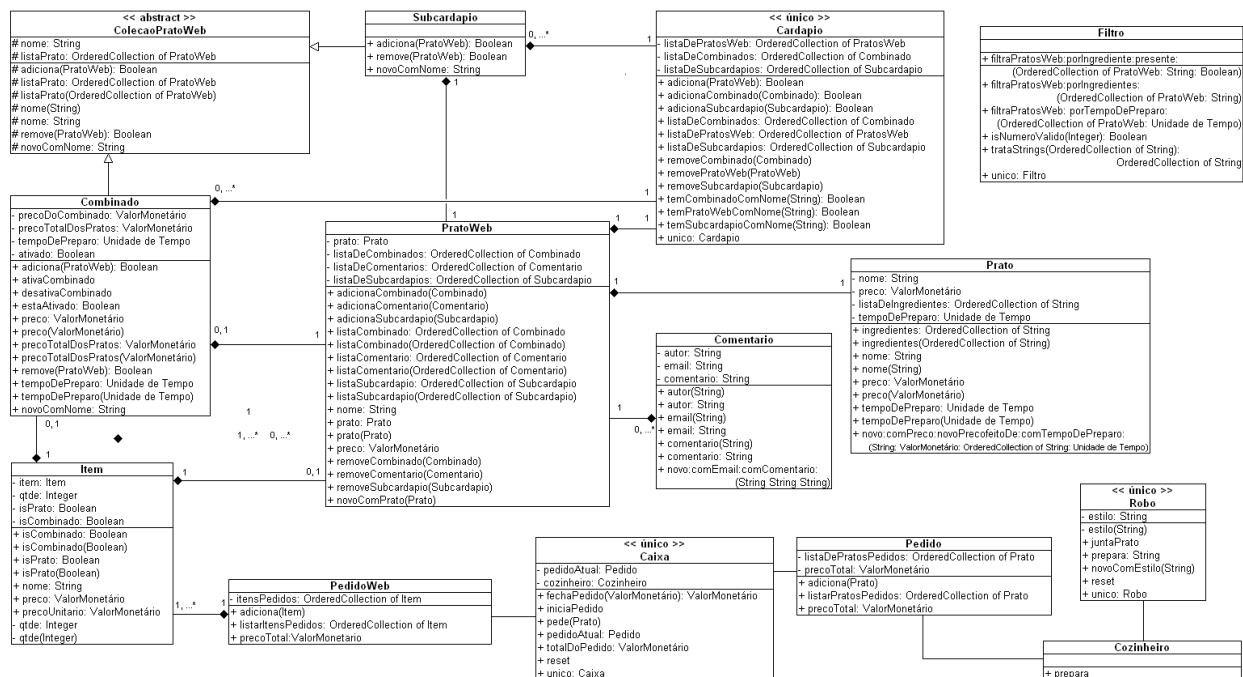 << abstract >>
ColecaoPratoWeb
# nome: String
# listaPrato: OrderedCollection of PratoWeb
# adiciona(PratoWeb): Boolean
# listaPrato: OrderedCollection of PratoWeb
# listaPrato(OrderedCollection of PratoWeb)
# nome(String)
# nome: String
# remove(PratoWeb): Boolean
# novoComNome: String
Subcardapio
+ adiciona(PratoWeb): Boolean
+ remove(PratoWeb): Boolean
+ novoComNome: String
0, ...*
1
1
1
<< único >>
Cardapio
- listaDePratosWeb: OrderedCollection of PratosWeb
- listaDeCombinados: OrderedCollection of Combinado
- listaDeSubcardapios: OrderedCollection of Subcardapio
+ adiciona(PratoWeb): Boolean
+ adicionaCombinado(Combinado): Boolean
+ adicionaSubcardapio(Subcardapio): Boolean
+ listaDeCombinados: OrderedCollection of Combinado
+ listaDePratosWeb: OrderedCollection of PratosWeb
+ listaDeSubcardapios: OrderedCollection of Subcardapio
+ removeCombinado(Combinado)
+ removePratoWeb(PratoWeb)
+ removeSubcardapio(Subcardapio)
+ temCombinadoComNome(String): Boolean
+ temPratoWebComNome(String): Boolean
+ temSubcardapioComNome(String): Boolean
+ unico: Cardapio
Filtro
+ filtraPratosWeb:porIngrediente:presente:
(OrderedCollection of PratoWeb: String: Boolean)
+ filtraPratosWeb:porIngredientes:
(OrderedCollection of PratoWeb: String)
+ filtraPratosWeb: porTempoDePreparo:
(OrderedCollection of PratoWeb: Unidade de Tempo)
+ isNumeroValido(Integer): Boolean
+ trataStrings(OrderedCollection of String):
OrderedCollection of String
+ unico: Filtro
0, ...*
1
1
1
Combinado
- precoDoCombinado: ValorMonetário
- precoTotalDosPratos: ValorMonetário
- tempoDePreparo: Unidade de Tempo
- ativado: Boolean
+ adiciona(PratoWeb): Boolean
+ ativaCombinado
+ desativaCombinado
+ estaAtivado: Boolean
+ preco: ValorMonetário
+ preco(ValorMonetário)
+ precoTotalDosPratos: ValorMonetário
+ precoTotalDosPratos(ValorMonetário)
+ remove(PratoWeb): Boolean
+ tempoDePreparo: Unidade de Tempo
+ tempoDePreparo(Unidade de Tempo)
+ novoComNome: String
0,1
1
PratoWeb
- prato: Prato
- listaDeCombinados: OrderedCollection of Combinado
- listaDeComentarios: OrderedCollection of Comentario
- listaDeSubcardapios: OrderedCollection of Subcardapio
+ adicionaCombinado(Combinado)
+ adicionaComentario(Comentario)
+ adicionaSubcardapio(Subcardapio)
+ listaCombinado: OrderedCollection of Combinado
+ listaCombinado(OrderedCollection of Combinado)
+ listaComentario: OrderedCollection of Comentario
+ listaComentario(OrderedCollection of Comentario)
+ listaSubcardapio: OrderedCollection of Subcardapio
+ listaSubcardapio(OrderedCollection of Subcardapio)
+ nome: String
+ prato: Prato
+ prato(Prato)
+ preco: ValorMonetário
+ removeCombinado(Combinado)
+ removeComentario(Comentario)
+ removeSubcardapio(Subcardapio)
+ novoComPrato(Prato)
1
1
Prato
- nome: String
- preco: ValorMonetário
- listaDeIngredientes: OrderedCollection of String
- tempoDePreparo: Unidade de Tempo
+ ingredientes: OrderedCollection of String
+ ingredientes(OrderedCollection of String)
+ nome: String
+ nome(String)
+ preco: ValorMonetário
+ preco(ValorMonetário)
+ tempoDePreparo: Unidade de Tempo
+ tempoDePreparo(Unidade de Tempo)
+ novo:comPreco:novoPrecofeitoDe:comTempoDePreparo:
(String: ValorMonetário: OrderedCollection of String: Unidade de Tempo)
Comentario
- autor: String
- email: String
- comentario: String
+ autor(String)
+ autor: String
+ email(String)
+ email: String
+ comentario(String)
+ comentario: String
+ novo:comEmail:comComentario:
(String String String)
1
0, ...*
0, 1
1
1
1, ...* 0, ...*
1
0,1
Item
- item: Item
- qtde: Integer
- isPrato: Boolean
- isCombinado: Boolean
+ isCombinado: Boolean
+ isCombinado(Boolean)
+ isPrato: Boolean
+ isPrato(Boolean)
+ nome: String
+ preco: ValorMonetário
+ precoUnitario: ValorMonetário
- qtde: Integer
- qtde(Integer)
1, ...*
1
PedidoWeb
- itensPedidos: OrderedCollection of Item
+ adiciona(Item)
+ listarItensPedidos: OrderedCollection of Item
+ precoTotal:ValorMonetario
<< único >>
Caixa
- pedidoAtual: Pedido
- cozinheiro: Cozinheiro
+ fechaPedido(ValorMonetário): ValorMonetário
+ iniciaPedido
+ pede(Prato)
+ pedidoAtual: Pedido
+ totalDoPedido: ValorMonetário
+ reset
+ unico: Caixa
Pedido
- listaDePratosPedidos: OrderedCollection of Prato
- precoTotal: ValorMonetário
+ adiciona(Prato)
+ listarPratosPedidos: OrderedCollection of Prato
+ precoTotal: ValorMonetário
<< único >>
Robo
- estilo: String
- estilo(String)
+ juntaPrato
+ prepara: String
+ novoComEstilo(String)
+ reset
+ unico: Robo
Cozinheiro
+ prepara